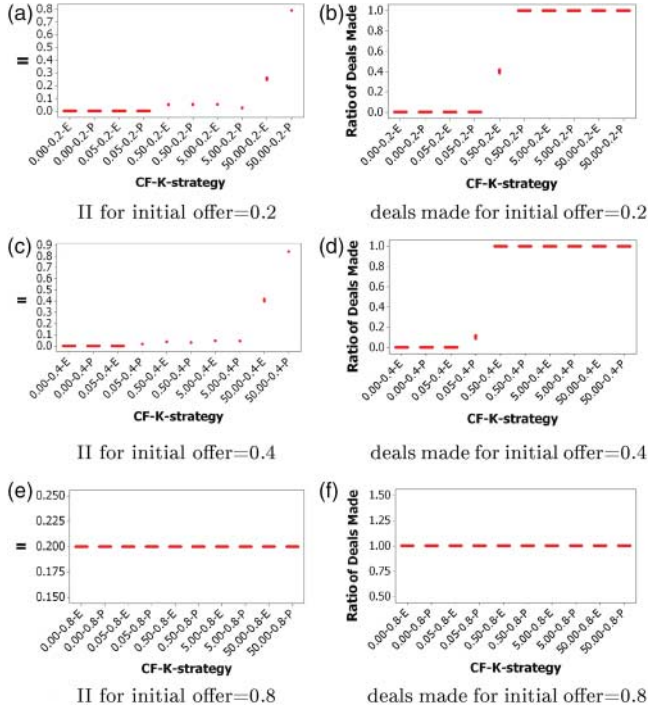 (a)
0.8
0.7
0.6
0.5
0.4
0.3
0.2
0.1
0.0
II
0.00-0.2-E
0.00-0.2-P
0.05-0.2-E
0.05-0.2-P
0.50-0.2-E
0.50-0.2-P
5.00-0.2-E
5.00-0.2-P
50.00-0.2-E
50.00-0.2-P
CF-K-strategy
II for initial offer=0.2
(b)
1.0
0.8
0.6
0.4
0.2
0.0
Ratio of Deals Made
0.00-0.2-E
0.00-0.2-P
0.05-0.2-E
0.05-0.2-P
0.50-0.2-E
0.50-0.2-P
5.00-0.2-E
5.00-0.2-P
50.00-0.2-E
50.00-0.2-P
CF-K-strategy
deals made for initial offer=0.2
(c)
0.9
0.8
0.7
0.6
0.5
0.4
0.3
0.2
0.1
0.0
II
0.00-0.4-E
0.00-0.4-P
0.05-0.4-E
0.05-0.4-P
0.50-0.4-E
0.50-0.4-P
5.00-0.4-E
5.00-0.4-P
50.00-0.4-E
50.00-0.4-P
CF-K-strategy
II for initial offer=0.4
(d)
1.0
0.8
0.6
0.4
0.2
0.0
Ratio of Deals Made
0.00-0.4-E
0.00-0.4-P
0.05-0.4-E
0.05-0.4-P
0.50-0.4-E
0.50-0.4-P
5.00-0.4-E
5.00-0.4-P
50.00-0.4-E
50.00-0.4-P
CF-K-strategy
deals made for initial offer=0.4
(e)
0.250
0.225
0.200
0.175
0.150
II
0.00-0.8-E
0.00-0.8-P
0.05-0.8-E
0.05-0.8-P
0.50-0.8-E
0.50-0.8-P
5.00-0.8-E
5.00-0.8-P
50.00-0.8-E
50.00-0.8-P
CF-K-strategy
II for initial offer=0.8
(f)
1.50
1.25
1.00
0.75
0.50
Ratio of Deals Made
0.00-0.8-E
0.00-0.8-P
0.05-0.8-E
0.05-0.8-P
0.50-0.8-E
0.50-0.8-P
5.00-0.8-E
5.00-0.8-P
50.00-0.8-E
50.00-0.8-P
CF-K-strategy
deals made for initial offer=0.8